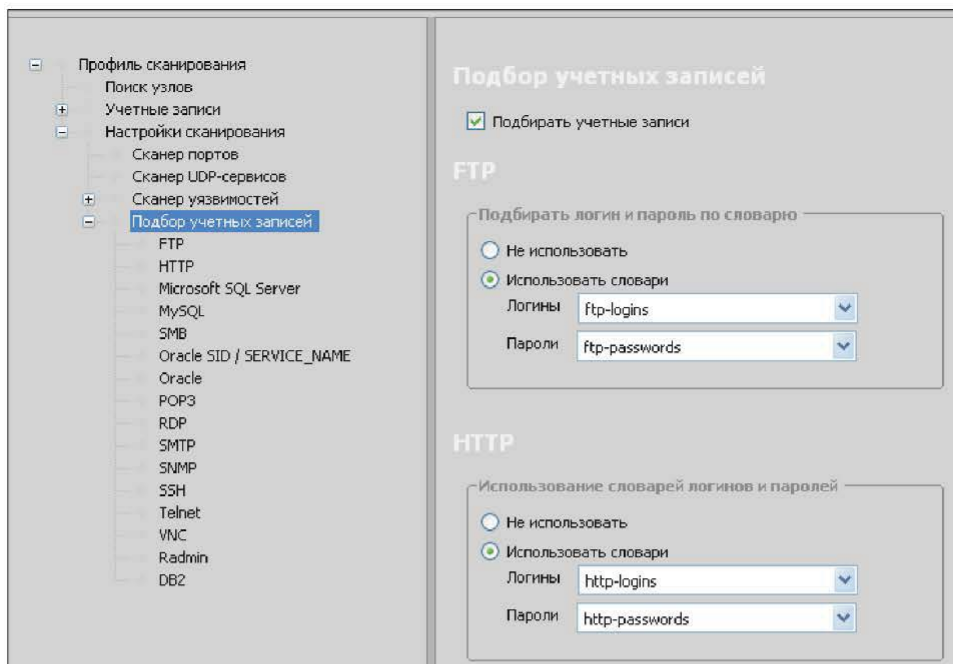 Профиль сканирования
Поиск узлов
Учетные записи
Настройки сканирования
Сканер портов
Сканер UDP-сервисов
Сканер уязвимостей
Подбор учетных записей
FTP
HTTP
Microsoft SQL Server
MySQL
SMB
Oracle SID / SERVICE_NAME
Oracle
POP3
RDP
SMTP
SNMP
SSH
Telnet
VNC
Radmin
DB2
Подбор учетных записей
Подбирать учетные записи
FTP
Подбирать логин и пароль по словарю
Не использовать
Использовать словари
Логины ftp-logins
Пароли ftp-passwords
HTTP
Использование словарей логинов и паролей
Не использовать
Использовать словари
Логины http-logins
Пароли http-passwords